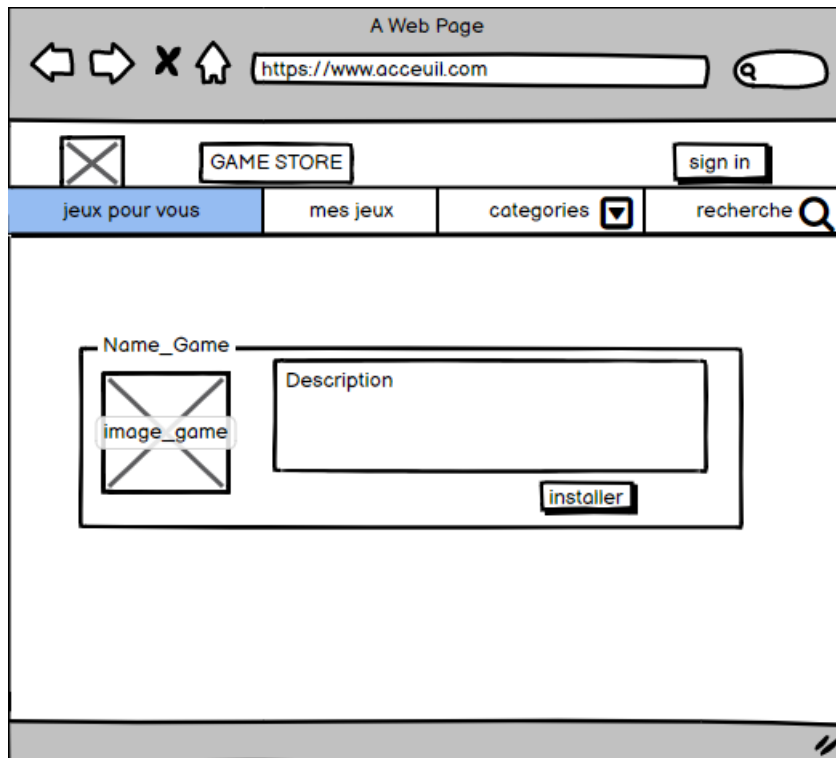 A Web Page
https://www.acceuil.com
GAME STORE
sign in
jeux pour vous
mes jeux
categories
recherche
Name_Game
image_game
Description
installer